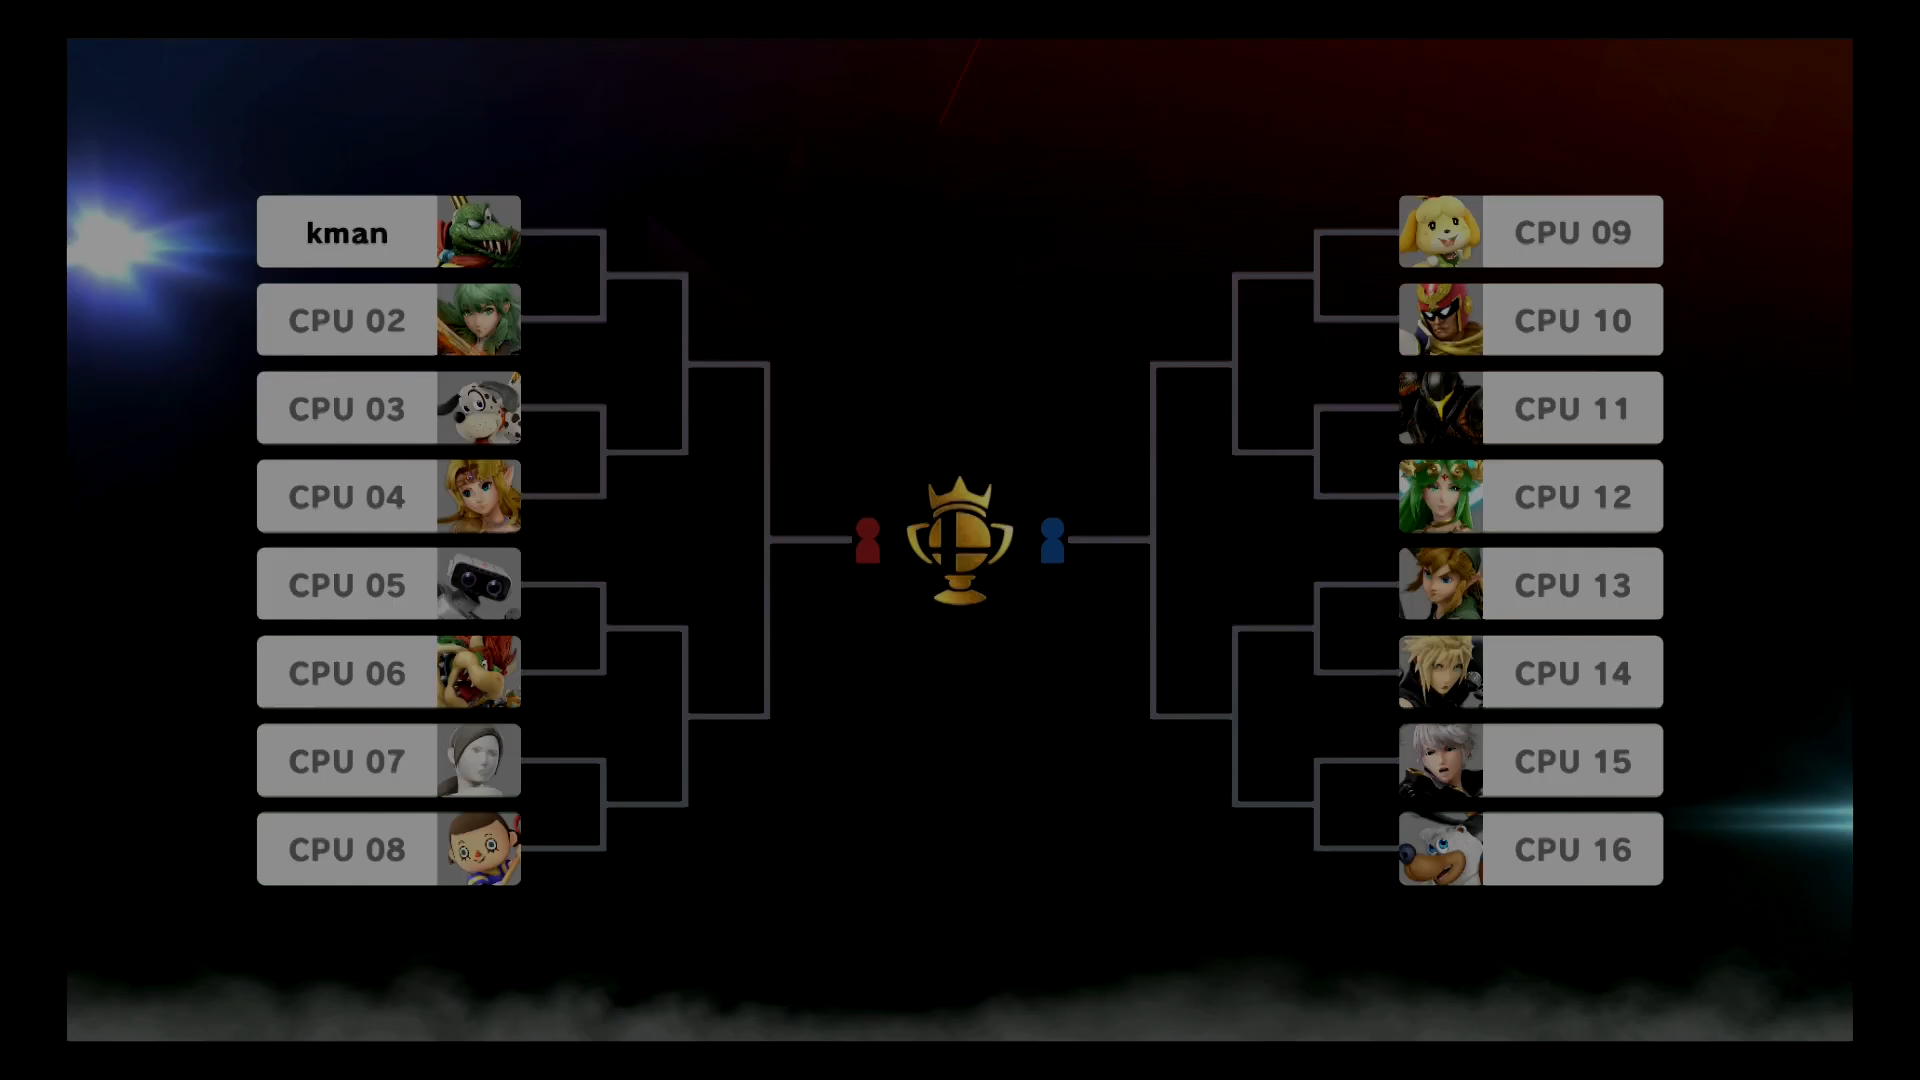 kman
CPU 02
CPU 03
CPU 04
CPU 05
CPU 06
CPU 07
CPU 08
CPU 09
CPU 10
CPU 11
CPU 12
CPU 13
CPU 14
CPU 15
CPU 16